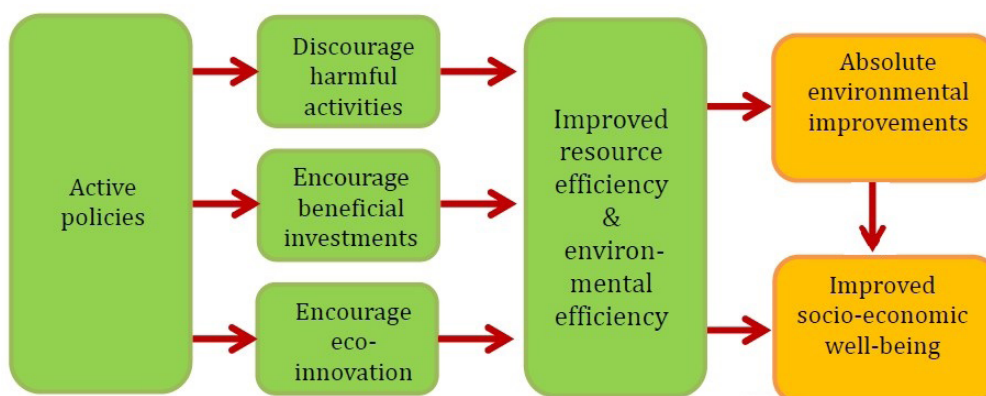 Active
policies
Discourage
harmful
activities
Encourage
beneficial
investments
Encourage
eco-
innovation
Improved
resource
efficiency
&
environ-
mental
efficiency
Absolute
environmental
improvements
Improved
socio-economic
well-being